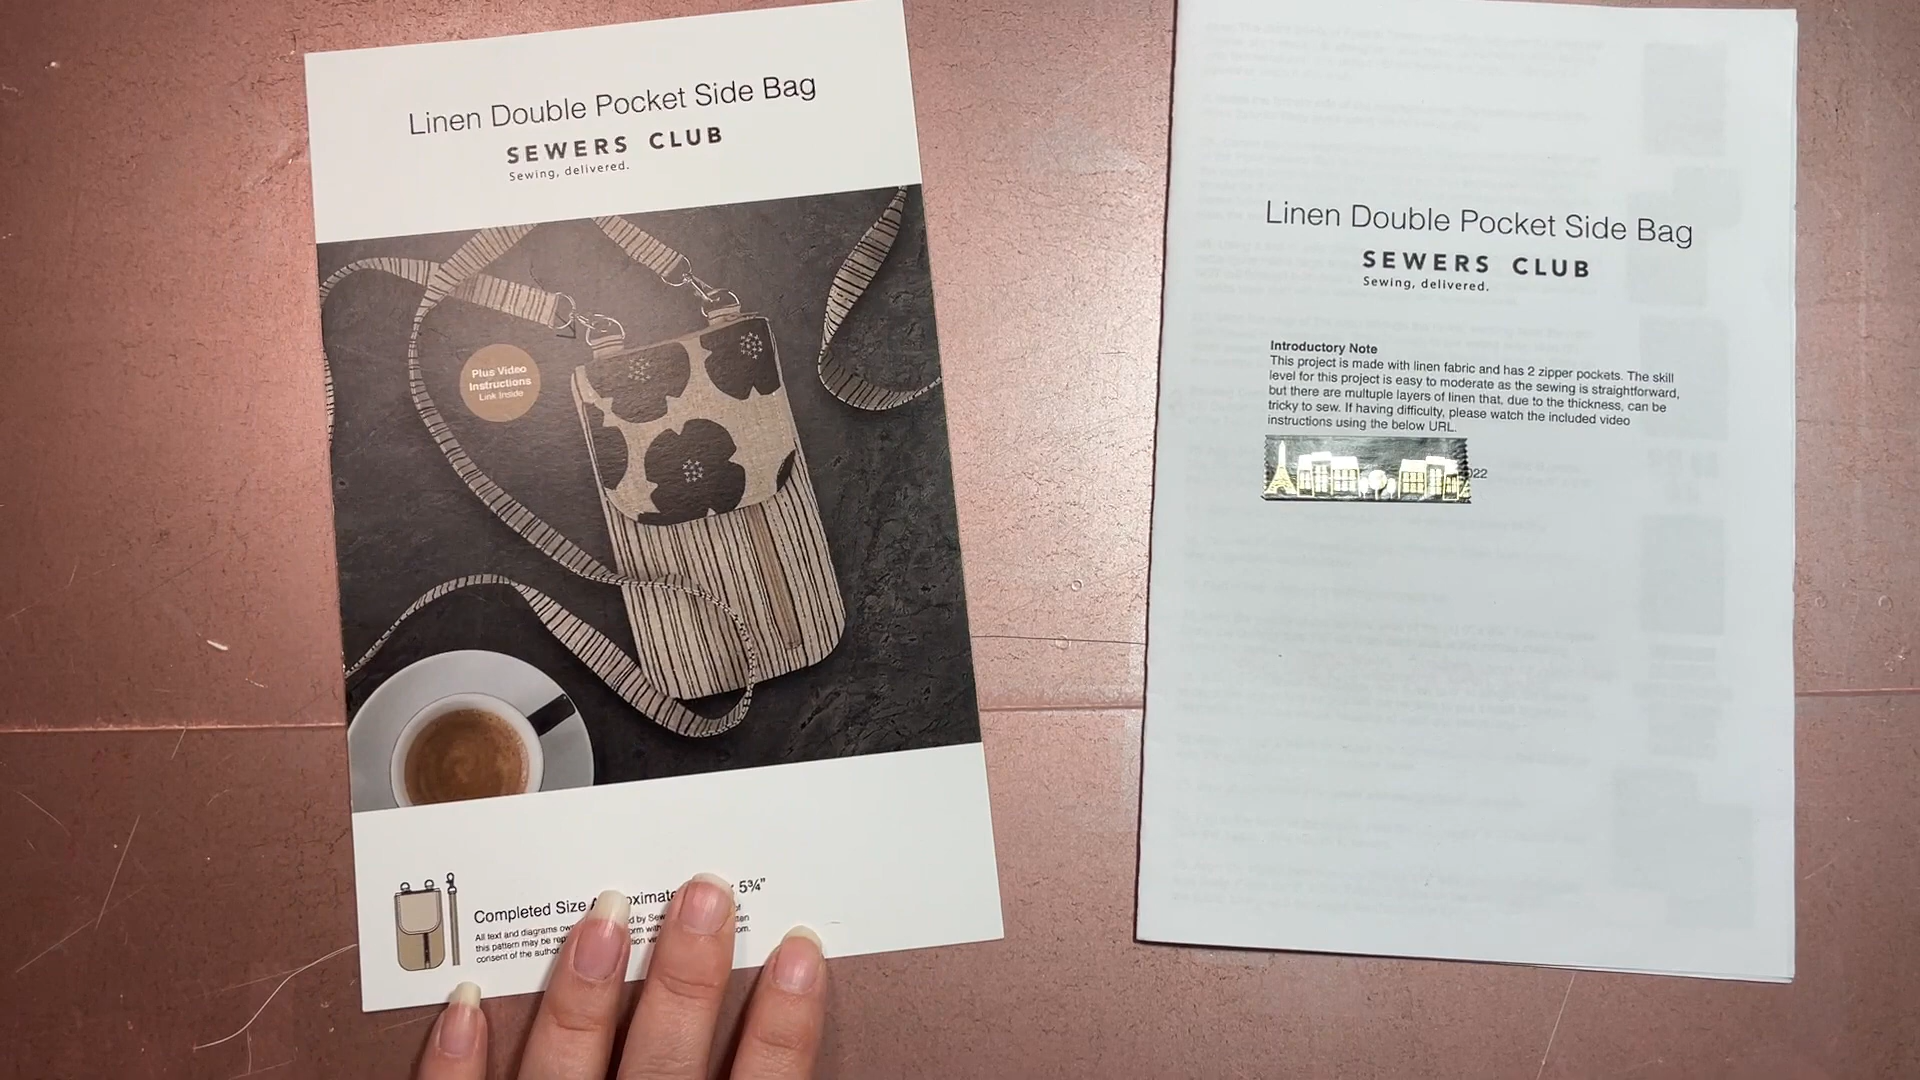 Linen Double Pocket Side Bag
SEWERS CLUB
Sewing, delivered.
Plus Video
Instructions
Link Inside
Completed Size 5¾"
All text and diagrams by
this pattern may be
consent of the author
Linen Double Pocket Side Bag
SEWERS CLUB
Sewing, delivered.
Introductory Note
This project is made with linen fabric and has 2 zipper pockets. The skill
level for this project is easy to moderate as the sewing is straightforward,
but there are multuple layers of linen that, due to the thickness, can be
tricky to sew. If having difficulty, please watch the included video
instructions using the below URL.
022